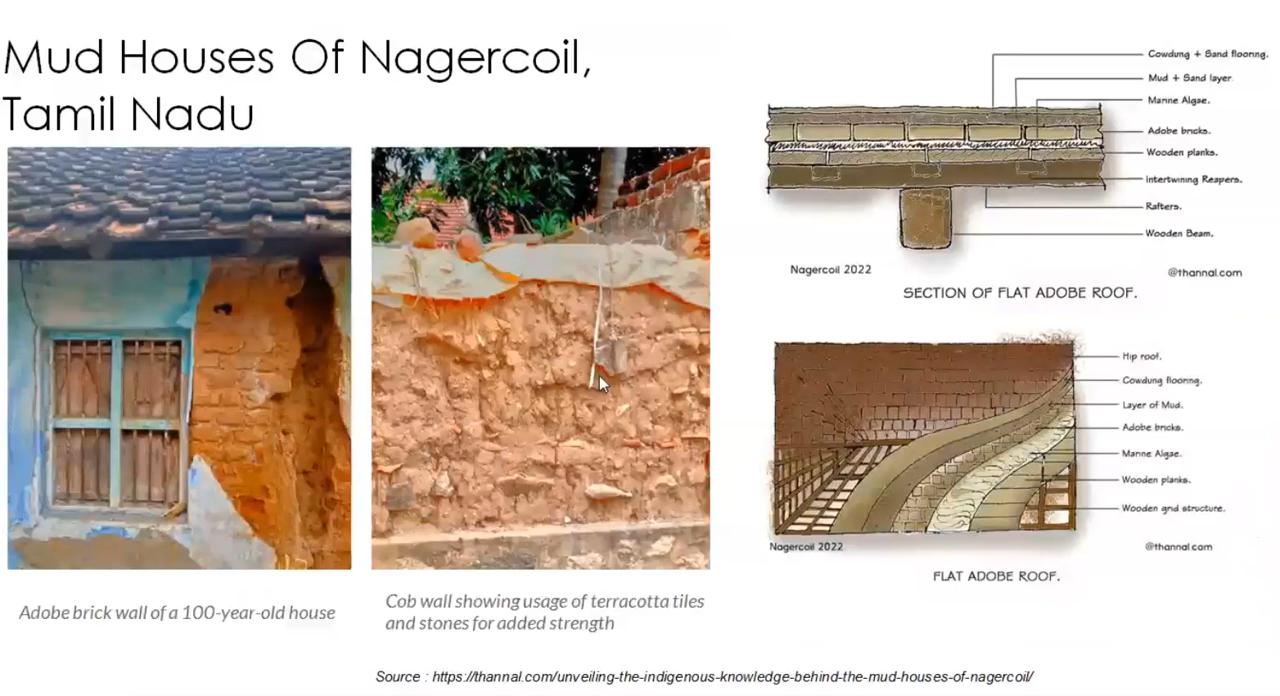 Mud Houses Of Nagercoil,
Tamil Nadu
Adobe brick wall of a 100-year-old house
Cob wall showing usage of terracotta tiles
and stones for added strength
Cowdung + Sand flooring.
Mud + Sand layer.
Marine Algae.
Adobe bricks.
Wooden planks.
Intertwining Reapers.
Rafters.
Wooden Beam.
Nagercoil 2022
@thannal.com
SECTION OF FLAT ADOBE ROOF.
Hip roof.
Cowdung flooring.
Layer of Mud.
Adobe bricks.
Marine Algae.
Wooden planks.
Wooden grid structure.
Nagercoil 2022
@thannal.com
FLAT ADOBE ROOF.
Source : https://thannal.com/unveiling-the-indigenous-knowledge-behind-the-mud-houses-of-nagercoil/